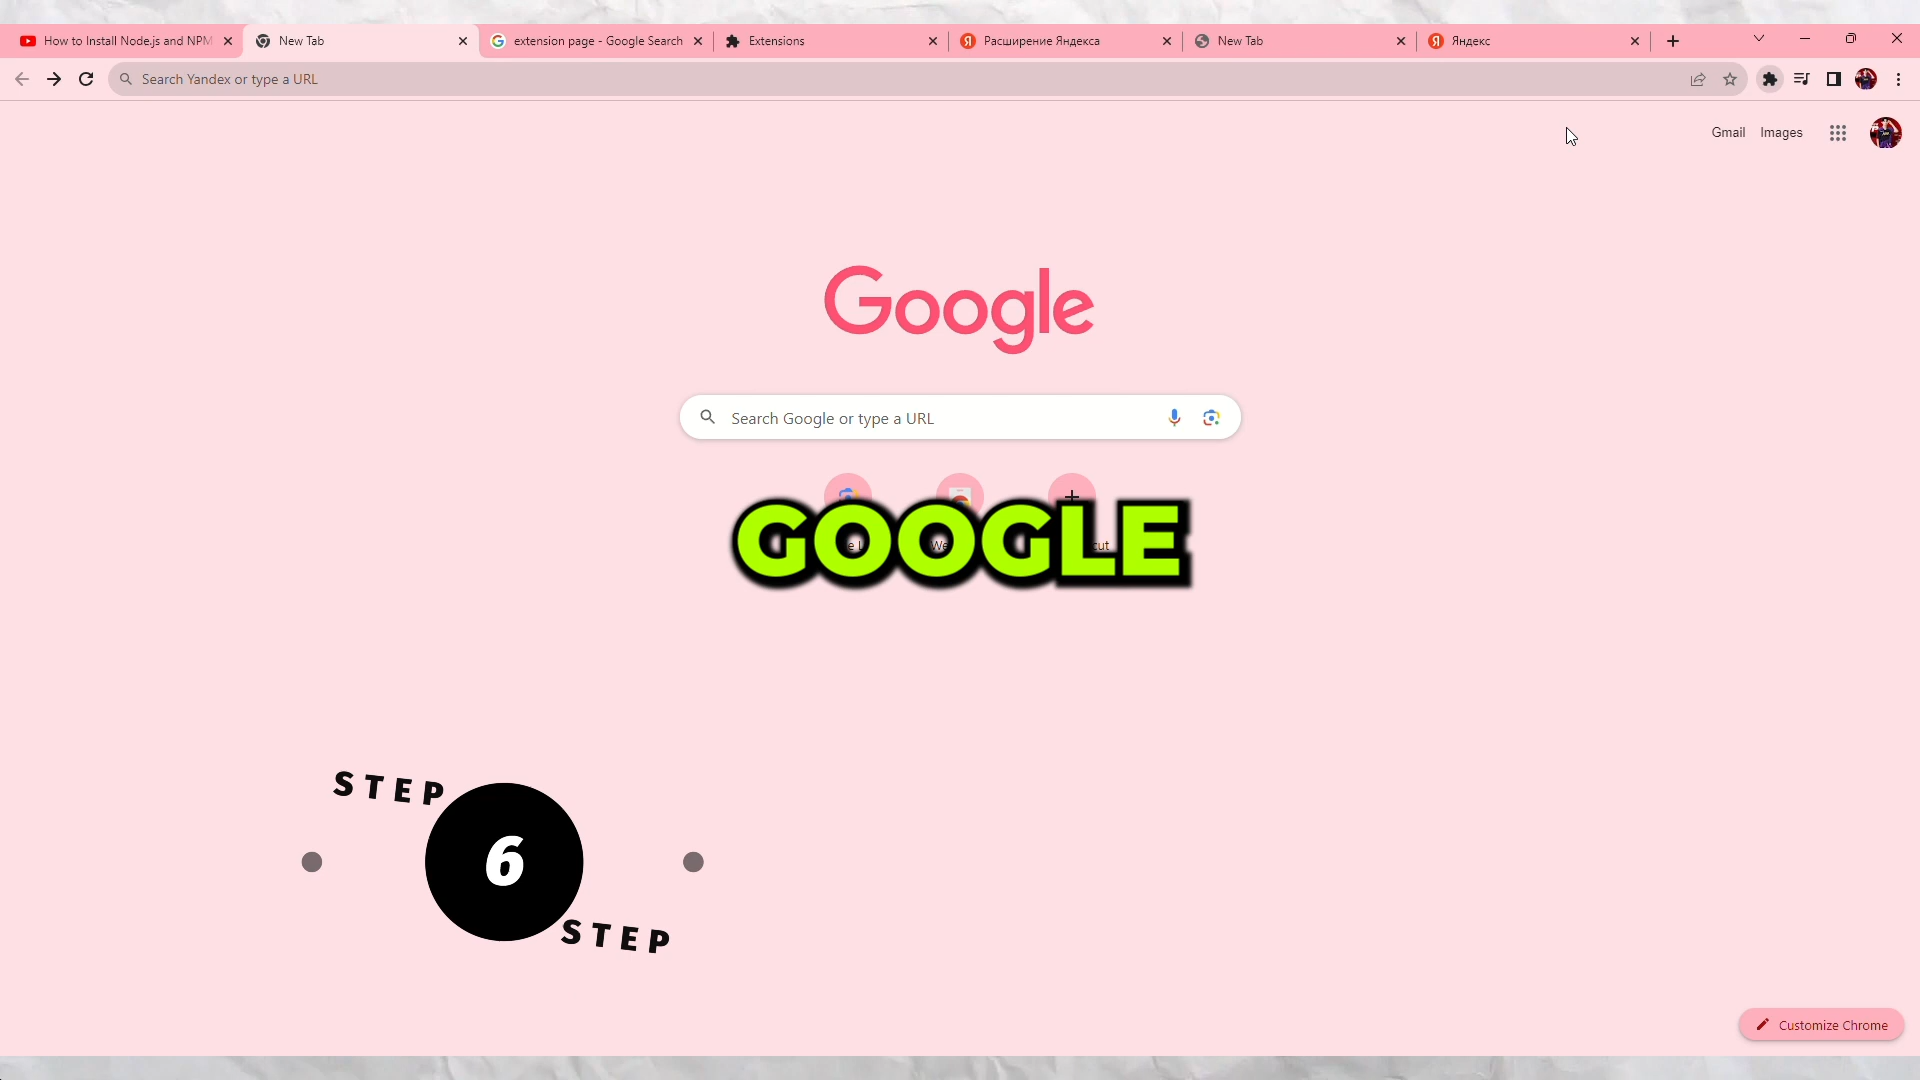 How to Install Node.js and NPM
New Tab
extension page - Google Search
Extensions
Расширение Яндекса
New Tab
Яндекс
Search Yandex or type a URL
Gmail
Images
Google
Search Google or type a URL
GOOGLE
STEP
6
STEP
Customize Chrome